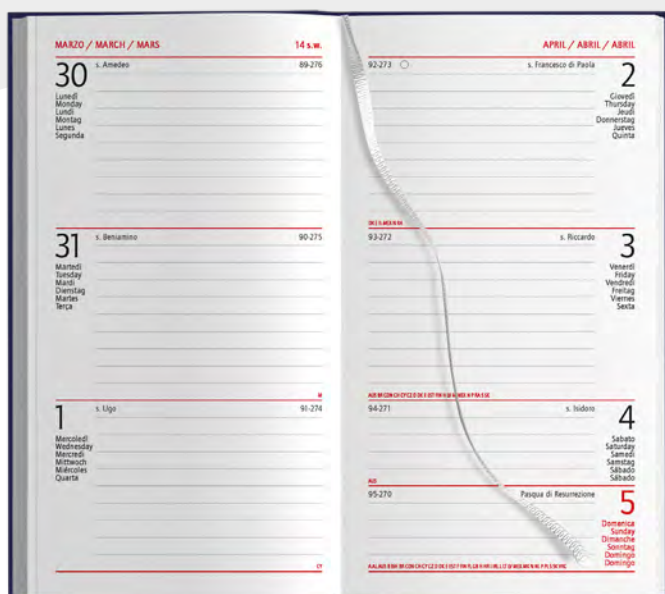 MARZO / MARCH / MARS 14 s.w.
30 s. Amedeo 89-276
Lunedì
Monday
Lundi
Montag
Lunes
Segunda
31 s. Beniamino 90-275
Martedì
Tuesday
Mardi
Dienstag
Martes
Terça
1 s. Ugo 91-274
Mercoledì
Wednesday
Mercredi
Mittwoch
Miércoles
Quarta
APRIL / ABRIL / ABRIL
92-273 s. Francesco di Paola 2
Giovedì
Thursday
Jeudi
Donnerstag
Jueves
Quinta
93-272 s. Riccardo 3
Venerdì
Friday
Vendredi
Freitag
Viernes
Sexta
94-271 s. Isidoro 4
Sabato
Saturday
Samedi
Samstag
Sábado
Sábado
AUS
95-270 Pasqua di Resurrezione 5
Domenica
Sunday
Dimanche
Sonntag
Domingo
Domingo